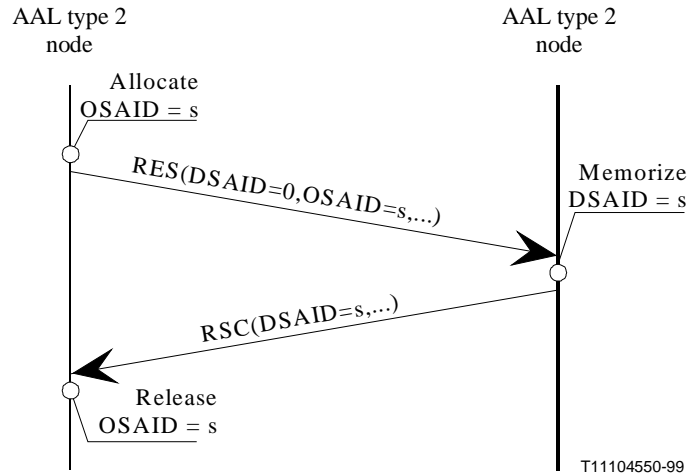 AAL type 2
node
AAL type 2
node
Allocate
OSAID = s
RES(DSAID=0,OSAID=s,...)
Memorize
DSAID = s
RSC(DSAID=s,...)
Release
OSAID = s
T11104550-99